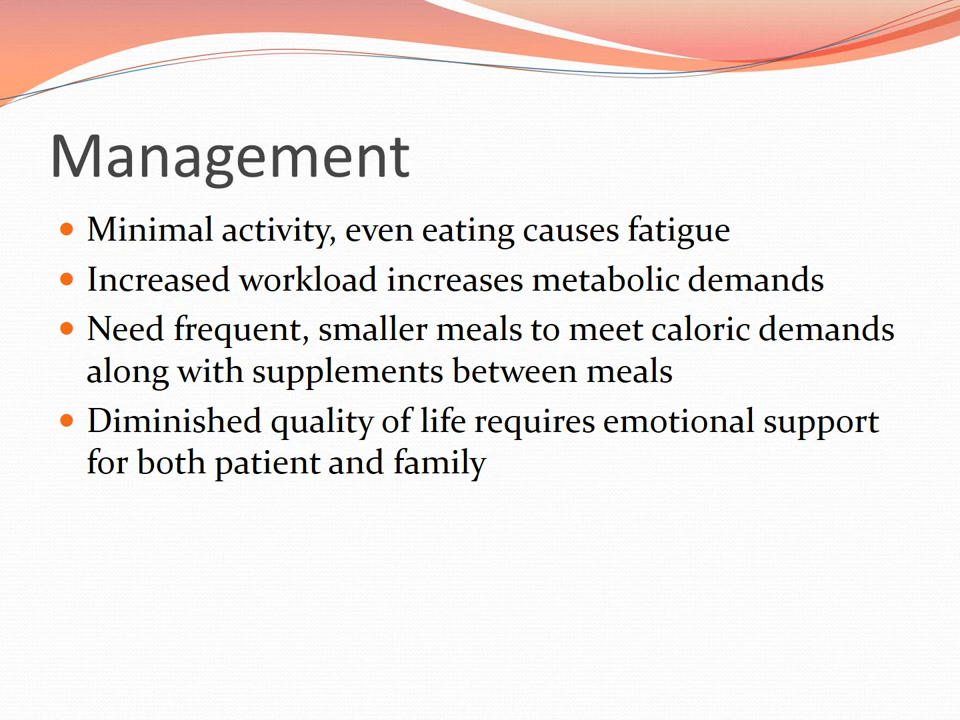 Management
• Minimal activity, even eating causes fatigue
• Increased workload increases metabolic demands
• Need frequent, smaller meals to meet caloric demands
along with supplements between meals
• Diminished quality of life requires emotional support
for both patient and family